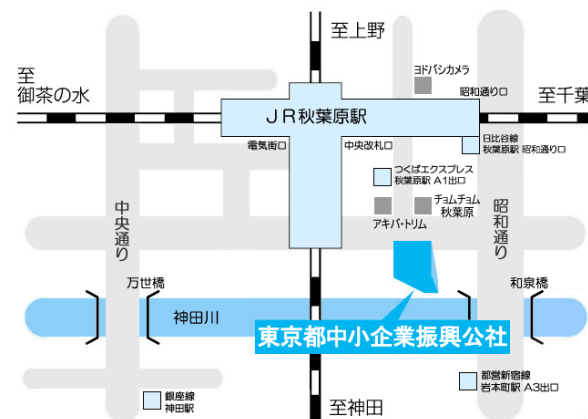 至上野
至
御茶の水
ヨドバシカメラ
昭和通り口
至千葉
JR秋葉原駅
電気街口
中央改札口
日比谷線
秋葉原駅 昭和通り口
つくばエクスプレス
秋葉原駅 A1出口
チョムチョム
秋葉原
アキバ・トリム
中央通り
昭和通り
万世橋
和泉橋
神田川
東京都中小企業振興公社
銀座線
神田駅
至神田
都営新宿線
岩本町駅 A3出口